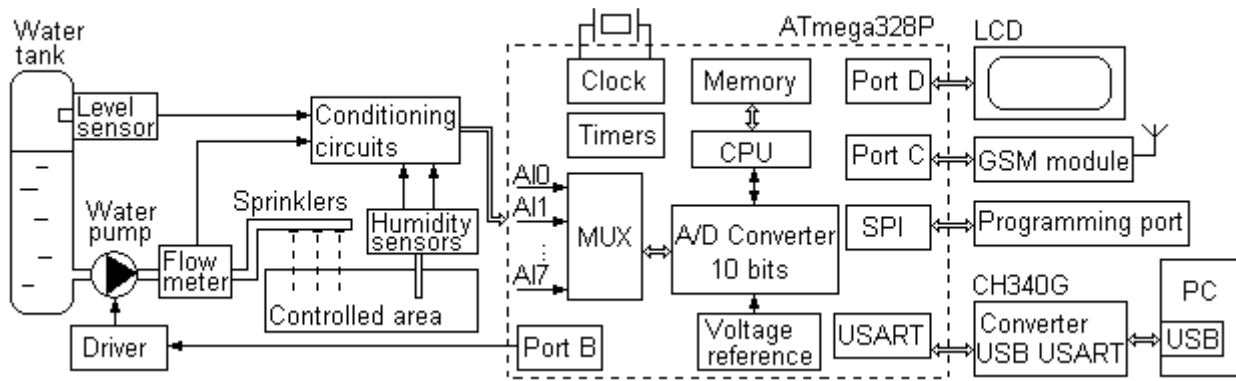 Water
tank
Level
sensor
Conditioning
circuits
Water
pump
Sprinklers
Humidity
sensors
Flow
meter
Controlled area
Driver
ATmega328P
Clock
Timers
Memory
CPU
AI0
AI1
AI7
MUX
A/D Converter
10 bits
Voltage
reference
Port B
Port D
Port C
SPI
USART
LCD
GSM module
Programming port
CH340G
Converter
USB USART
PC
USB